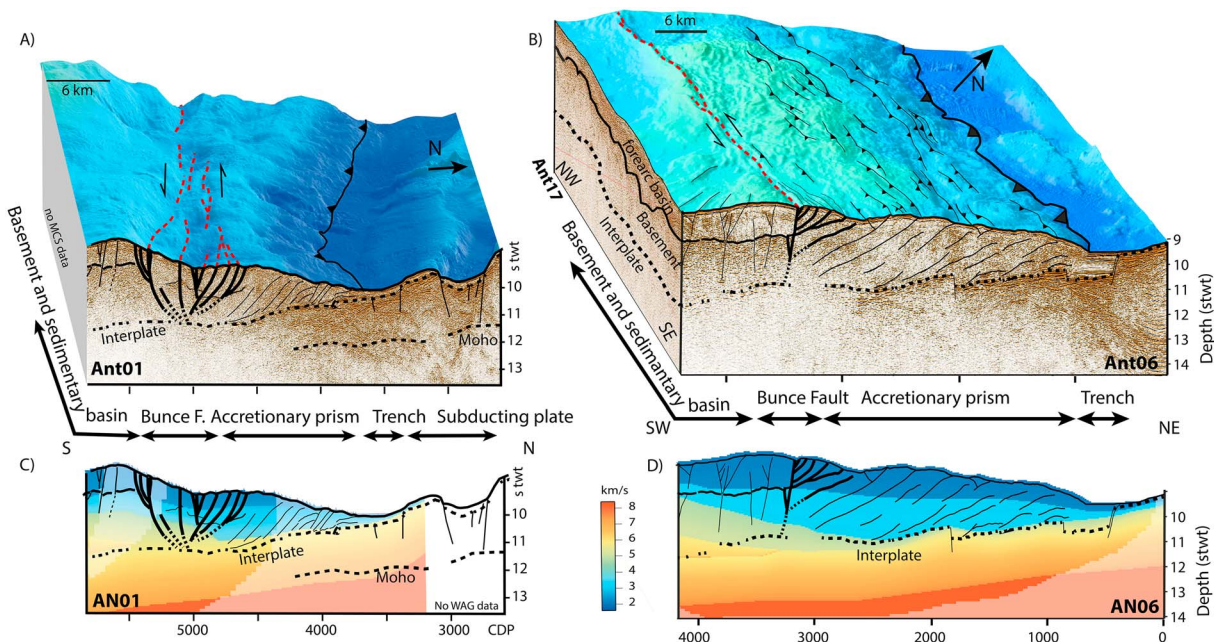 A)
6 km
N
no MCS data
Basement and sedimentary
Interplate
Moho
Ant01
s twt
10
11
12
13
basin
Bunce F.
Accretionary prism
Trench
Subducting plate
S
N
B)
6 km
N
Ant17
NW
forearc basin
Basement
Interplate
SE
Basement and sedimantary
Ant06
9
10
11
12
13
14
Depth (stwt)
basin
Bunce Fault
Accretionary prism
Trench
SW
NE
C)
Interplate
Moho
AN01
No WAG data
s twt
10
11
12
13
5000
4000
3000
CDP
km/s
8
7
6
5
4
3
2
D)
Interplate
AN06
10
11
12
13
14
Depth (stwt)
4000
3000
2000
1000
0